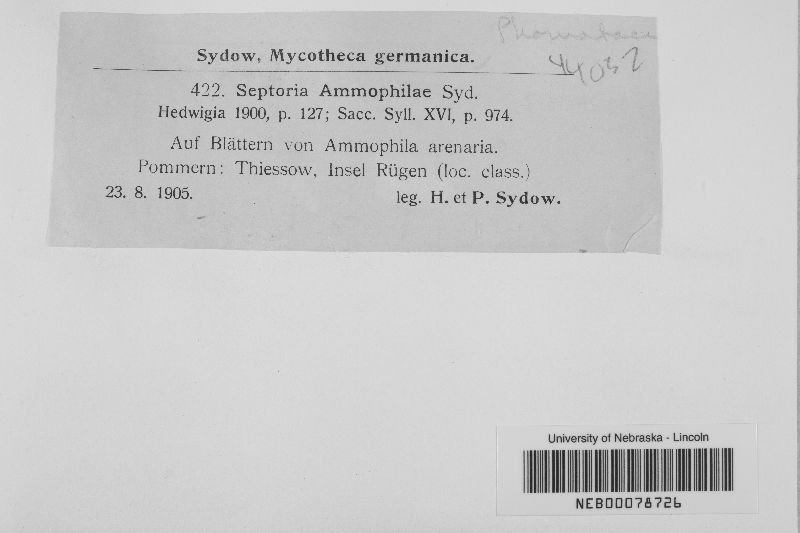 Sydow, Mycotheca germanica.
44032
422. Septoria Ammophilae Syd.
Hedwigia 1900, p. 127; Sacc. Syll. XVI, p. 974.
Auf Blättern von Ammophila arenaria.
Pommern: Thiessow, Insel Rügen (loc. class.)
23. 8. 1905. leg. H. et P. Sydow.
University of Nebraska - Lincoln
NEB00078726